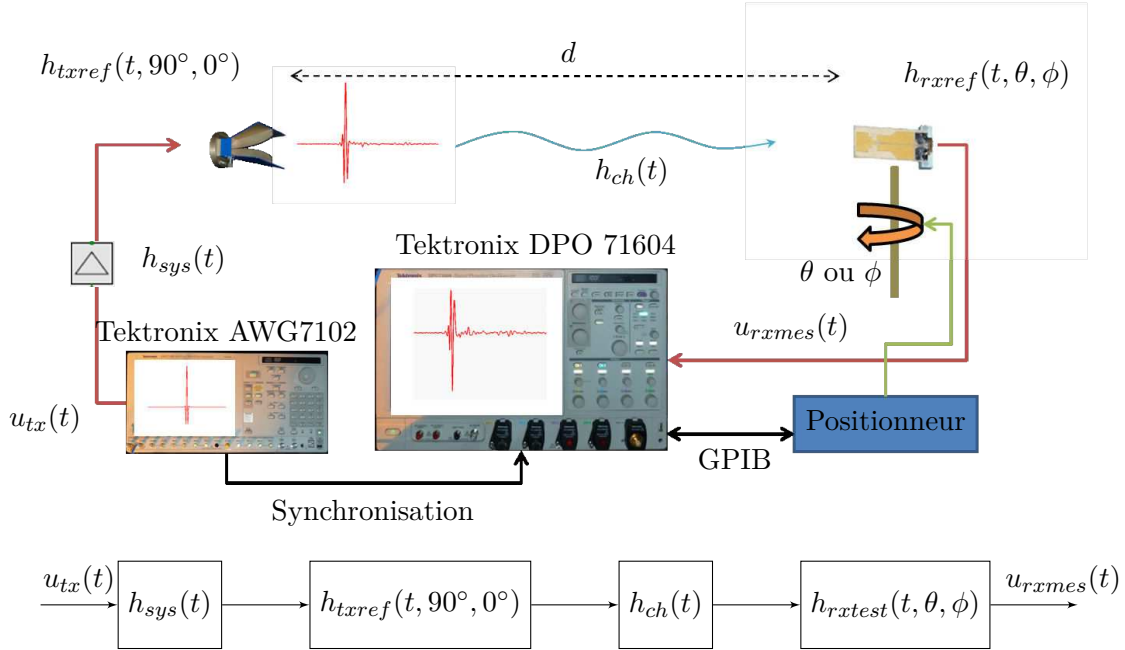 h_{txref}(t, 90°, 0°)
d
h_{rxref}(t, θ, ϕ)
h_{ch}(t)
h_{sys}(t)
Tektronix DPO 71604
θ ou ϕ
Tektronix AWG7102
u_{rxmes}(t)
Tektronix
u_{tx}(t)
Positionneur
GPIB
Synchronisation
u_{tx}(t)
h_{sys}(t)
h_{txref}(t, 90°, 0°)
h_{ch}(t)
h_{rxtest}(t, θ, ϕ)
u_{rxmes}(t)